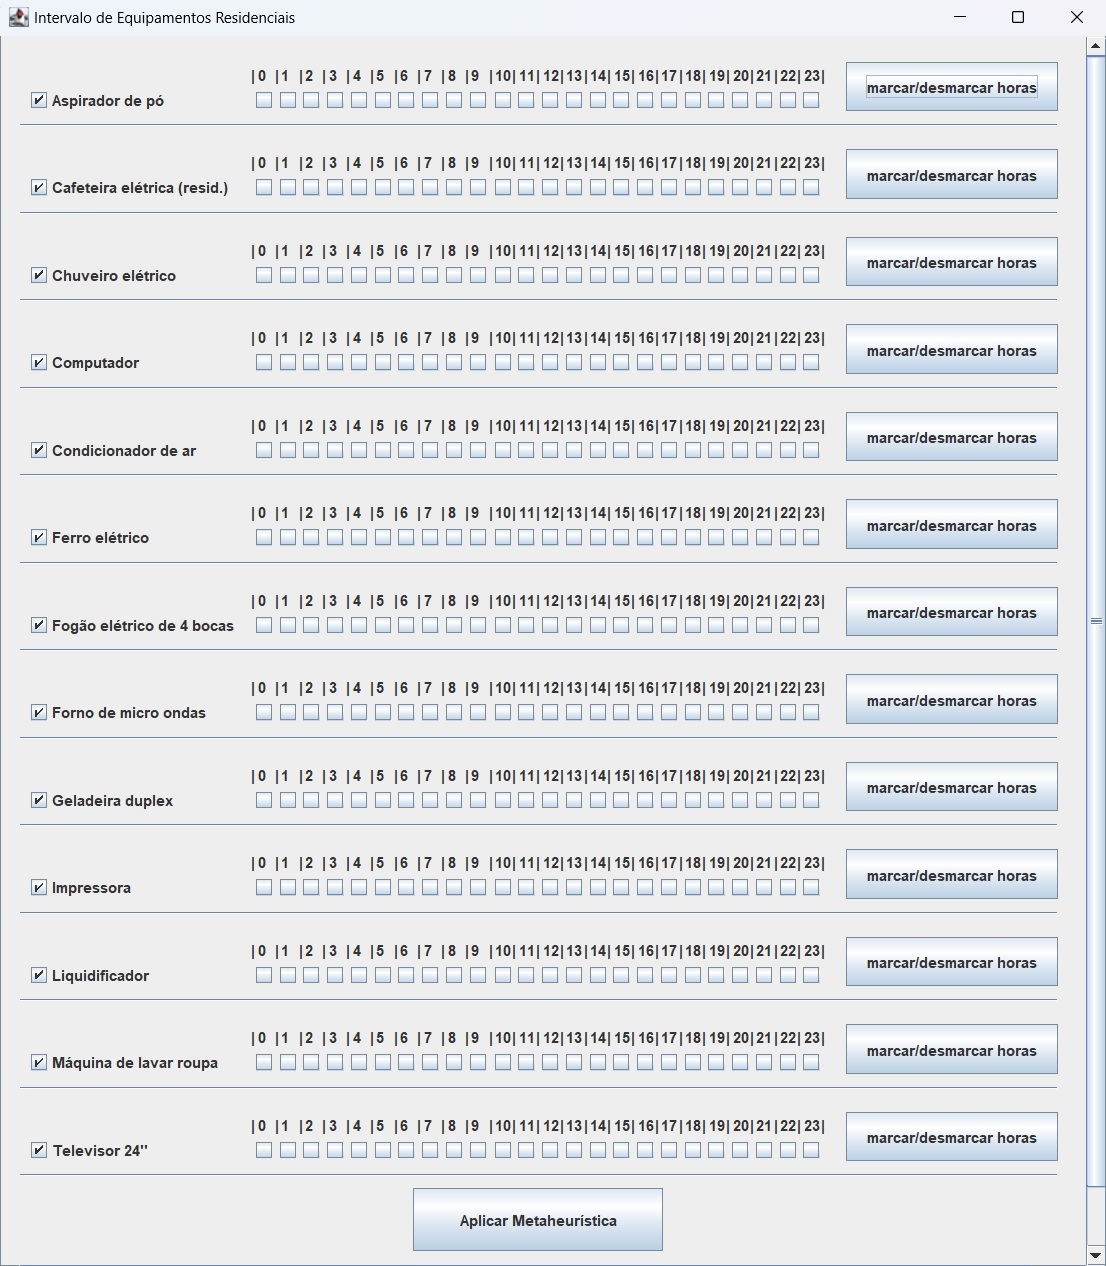 Intervalo de Equipamentos Residenciais
|0 |1 |2 |3 |4 |5 |6 |7 |8 |9 |10| 11| 12| 13| 14| 15| 16| 17| 18| 19| 20| 21| 22| 23|
Aspirador de pó
marcar/desmarcar horas
|0 |1 |2 |3 |4 |5 |6 |7 |8 |9 |10| 11| 12| 13| 14| 15| 16| 17| 18| 19| 20| 21| 22| 23|
Cafeteira elétrica (resid.)
marcar/desmarcar horas
|0 |1 |2 |3 |4 |5 |6 |7 |8 |9 |10| 11| 12| 13| 14| 15| 16| 17| 18| 19| 20| 21| 22| 23|
Chuveiro elétrico
marcar/desmarcar horas
|0 |1 |2 |3 |4 |5 |6 |7 |8 |9 |10| 11| 12| 13| 14| 15| 16| 17| 18| 19| 20| 21| 22| 23|
Computador
marcar/desmarcar horas
|0 |1 |2 |3 |4 |5 |6 |7 |8 |9 |10| 11| 12| 13| 14| 15| 16| 17| 18| 19| 20| 21| 22| 23|
Condicionador de ar
marcar/desmarcar horas
|0 |1 |2 |3 |4 |5 |6 |7 |8 |9 |10| 11| 12| 13| 14| 15| 16| 17| 18| 19| 20| 21| 22| 23|
Ferro elétrico
marcar/desmarcar horas
|0 |1 |2 |3 |4 |5 |6 |7 |8 |9 |10| 11| 12| 13| 14| 15| 16| 17| 18| 19| 20| 21| 22| 23|
Fogão elétrico de 4 bocas
marcar/desmarcar horas
|0 |1 |2 |3 |4 |5 |6 |7 |8 |9 |10| 11| 12| 13| 14| 15| 16| 17| 18| 19| 20| 21| 22| 23|
Forno de micro ondas
marcar/desmarcar horas
|0 |1 |2 |3 |4 |5 |6 |7 |8 |9 |10| 11| 12| 13| 14| 15| 16| 17| 18| 19| 20| 21| 22| 23|
Geladeira duplex
marcar/desmarcar horas
|0 |1 |2 |3 |4 |5 |6 |7 |8 |9 |10| 11| 12| 13| 14| 15| 16| 17| 18| 19| 20| 21| 22| 23|
Impressora
marcar/desmarcar horas
|0 |1 |2 |3 |4 |5 |6 |7 |8 |9 |10| 11| 12| 13| 14| 15| 16| 17| 18| 19| 20| 21| 22| 23|
Liquidificador
marcar/desmarcar horas
|0 |1 |2 |3 |4 |5 |6 |7 |8 |9 |10| 11| 12| 13| 14| 15| 16| 17| 18| 19| 20| 21| 22| 23|
Máquina de lavar roupa
marcar/desmarcar horas
|0 |1 |2 |3 |4 |5 |6 |7 |8 |9 |10| 11| 12| 13| 14| 15| 16| 17| 18| 19| 20| 21| 22| 23|
Televisor 24''
marcar/desmarcar horas
Aplicar Metaheurística